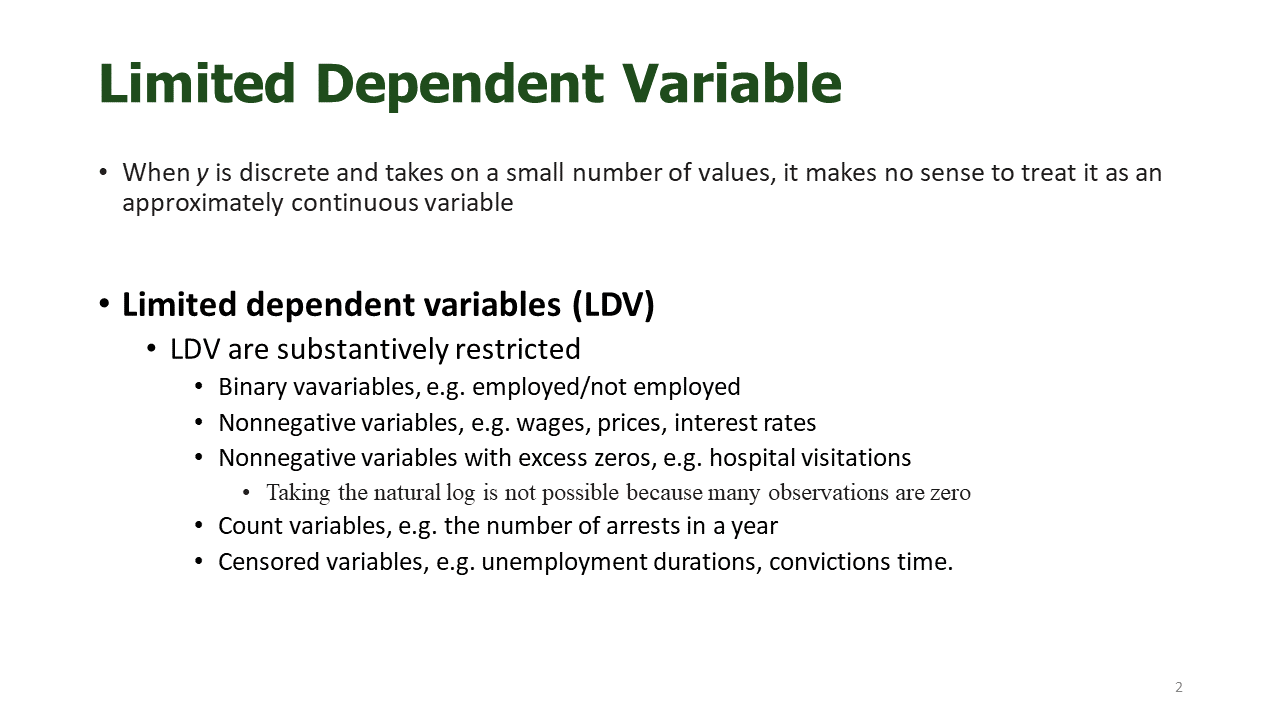 Limited Dependent Variable
• When y is discrete and takes on a small number of values, it makes no sense to treat it as an
approximately continuous variable
• Limited dependent variables (LDV)
• LDV are substantively restricted
• Binary vavariables, e.g. employed/not employed
• Nonnegative variables, e.g. wages, prices, interest rates
• Nonnegative variables with excess zeros, e.g. hospital visitations
• Taking the natural log is not possible because many observations are zero
• Count variables, e.g. the number of arrests in a year
• Censored variables, e.g. unemployment durations, convictions time.
2